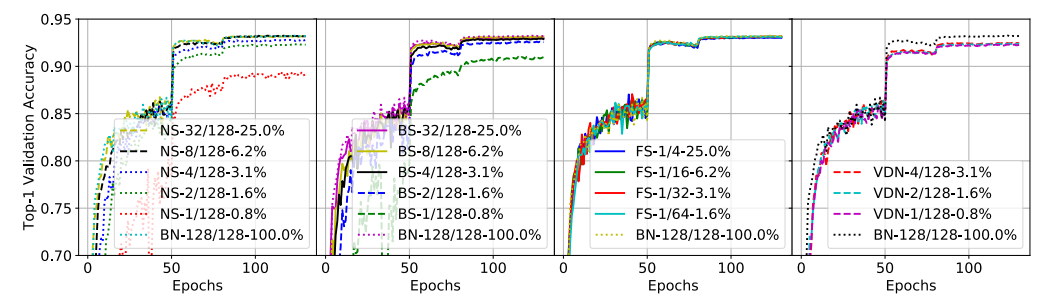 Top-1 Validation Accuracy
0.95
0.90
0.85
0.80
0.75
0.70
NS-32/128-25.0%
NS-8/128-6.2%
NS-4/128-3.1%
NS-2/128-1.6%
NS-1/128-0.8%
BN-128/128-100.0%
0 50 100
Epochs
BS-32/128-25.0%
BS-8/128-6.2%
BS-4/128-3.1%
BS-2/128-1.6%
BS-1/128-0.8%
BN-128/128-100.0%
0 50 100
Epochs
FS-1/4-25.0%
FS-1/16-6.2%
FS-1/32-3.1%
FS-1/64-1.6%
BN-128/128-100.0%
0 50 100
Epochs
VDN-4/128-3.1%
VDN-2/128-1.6%
VDN-1/128-0.8%
BN-128/128-100.0%
0 50 100
Epochs